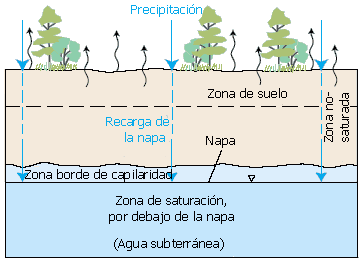 Precipitación
Zona de suelo
Recarga de
la napa
Zona no-
saturada
Napa
Zona borde de capilaridad
Zona de saturación,
por debajo de la napa
(Agua subterránea)